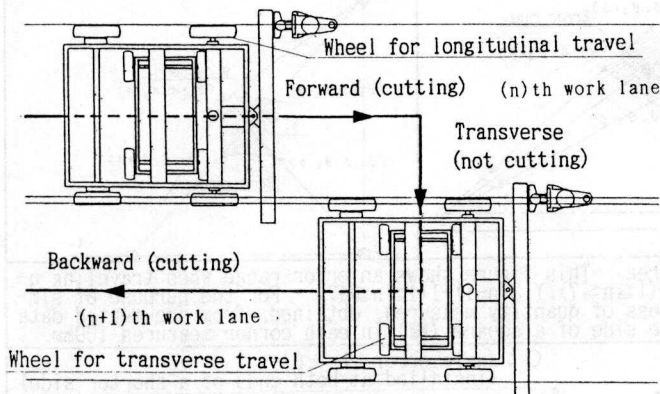 Wheel for longitudinal travel
Forward (cutting) (n)th work lane
Transverse
(not cutting)
Backward (cutting)
(n+1)th work lane
Wheel for transverse travel